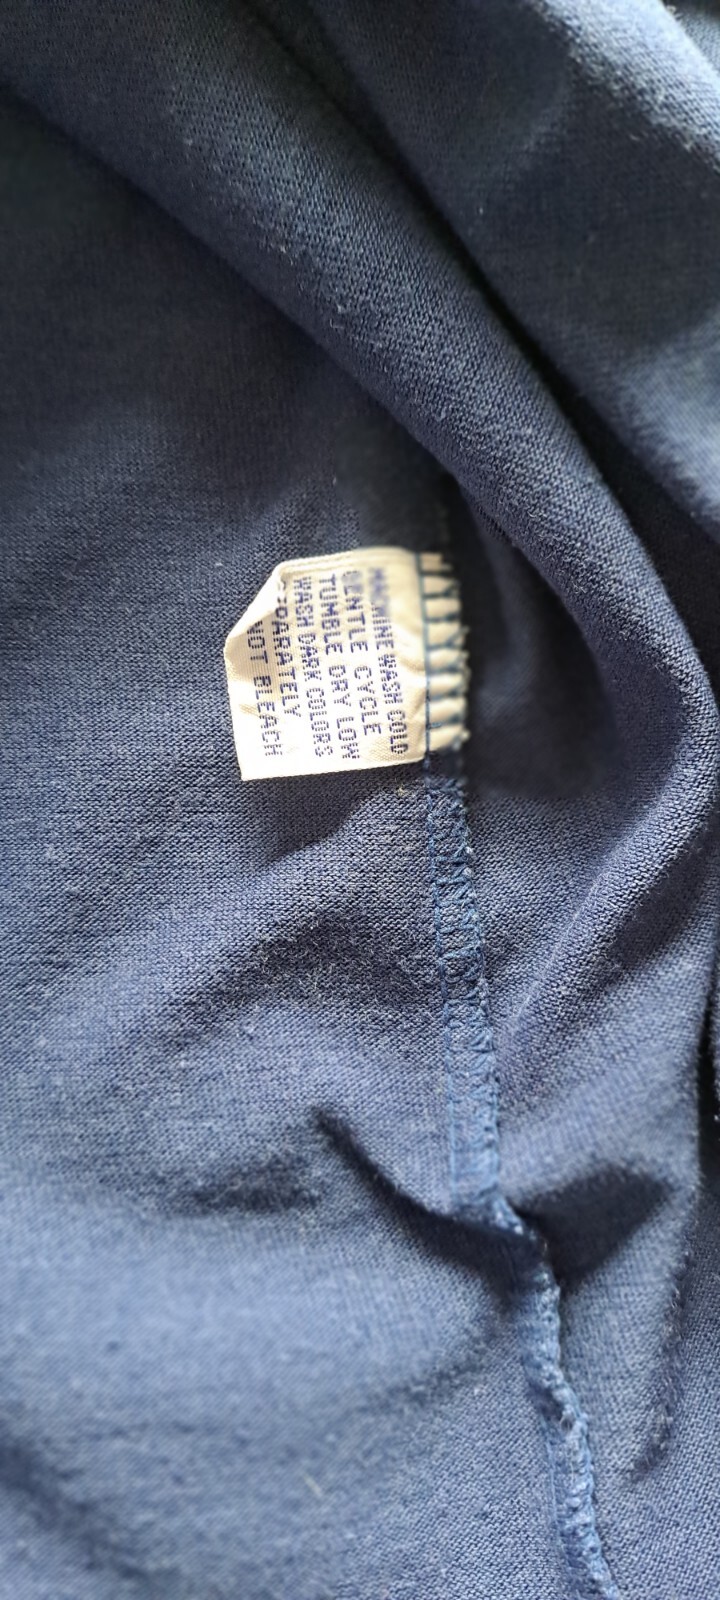 MACHINE WASH COLD
GENTLE CYCLE
TUMBLE DRY LOW
WASH DARK COLORS
SEPARATELY
NOT BLEACH